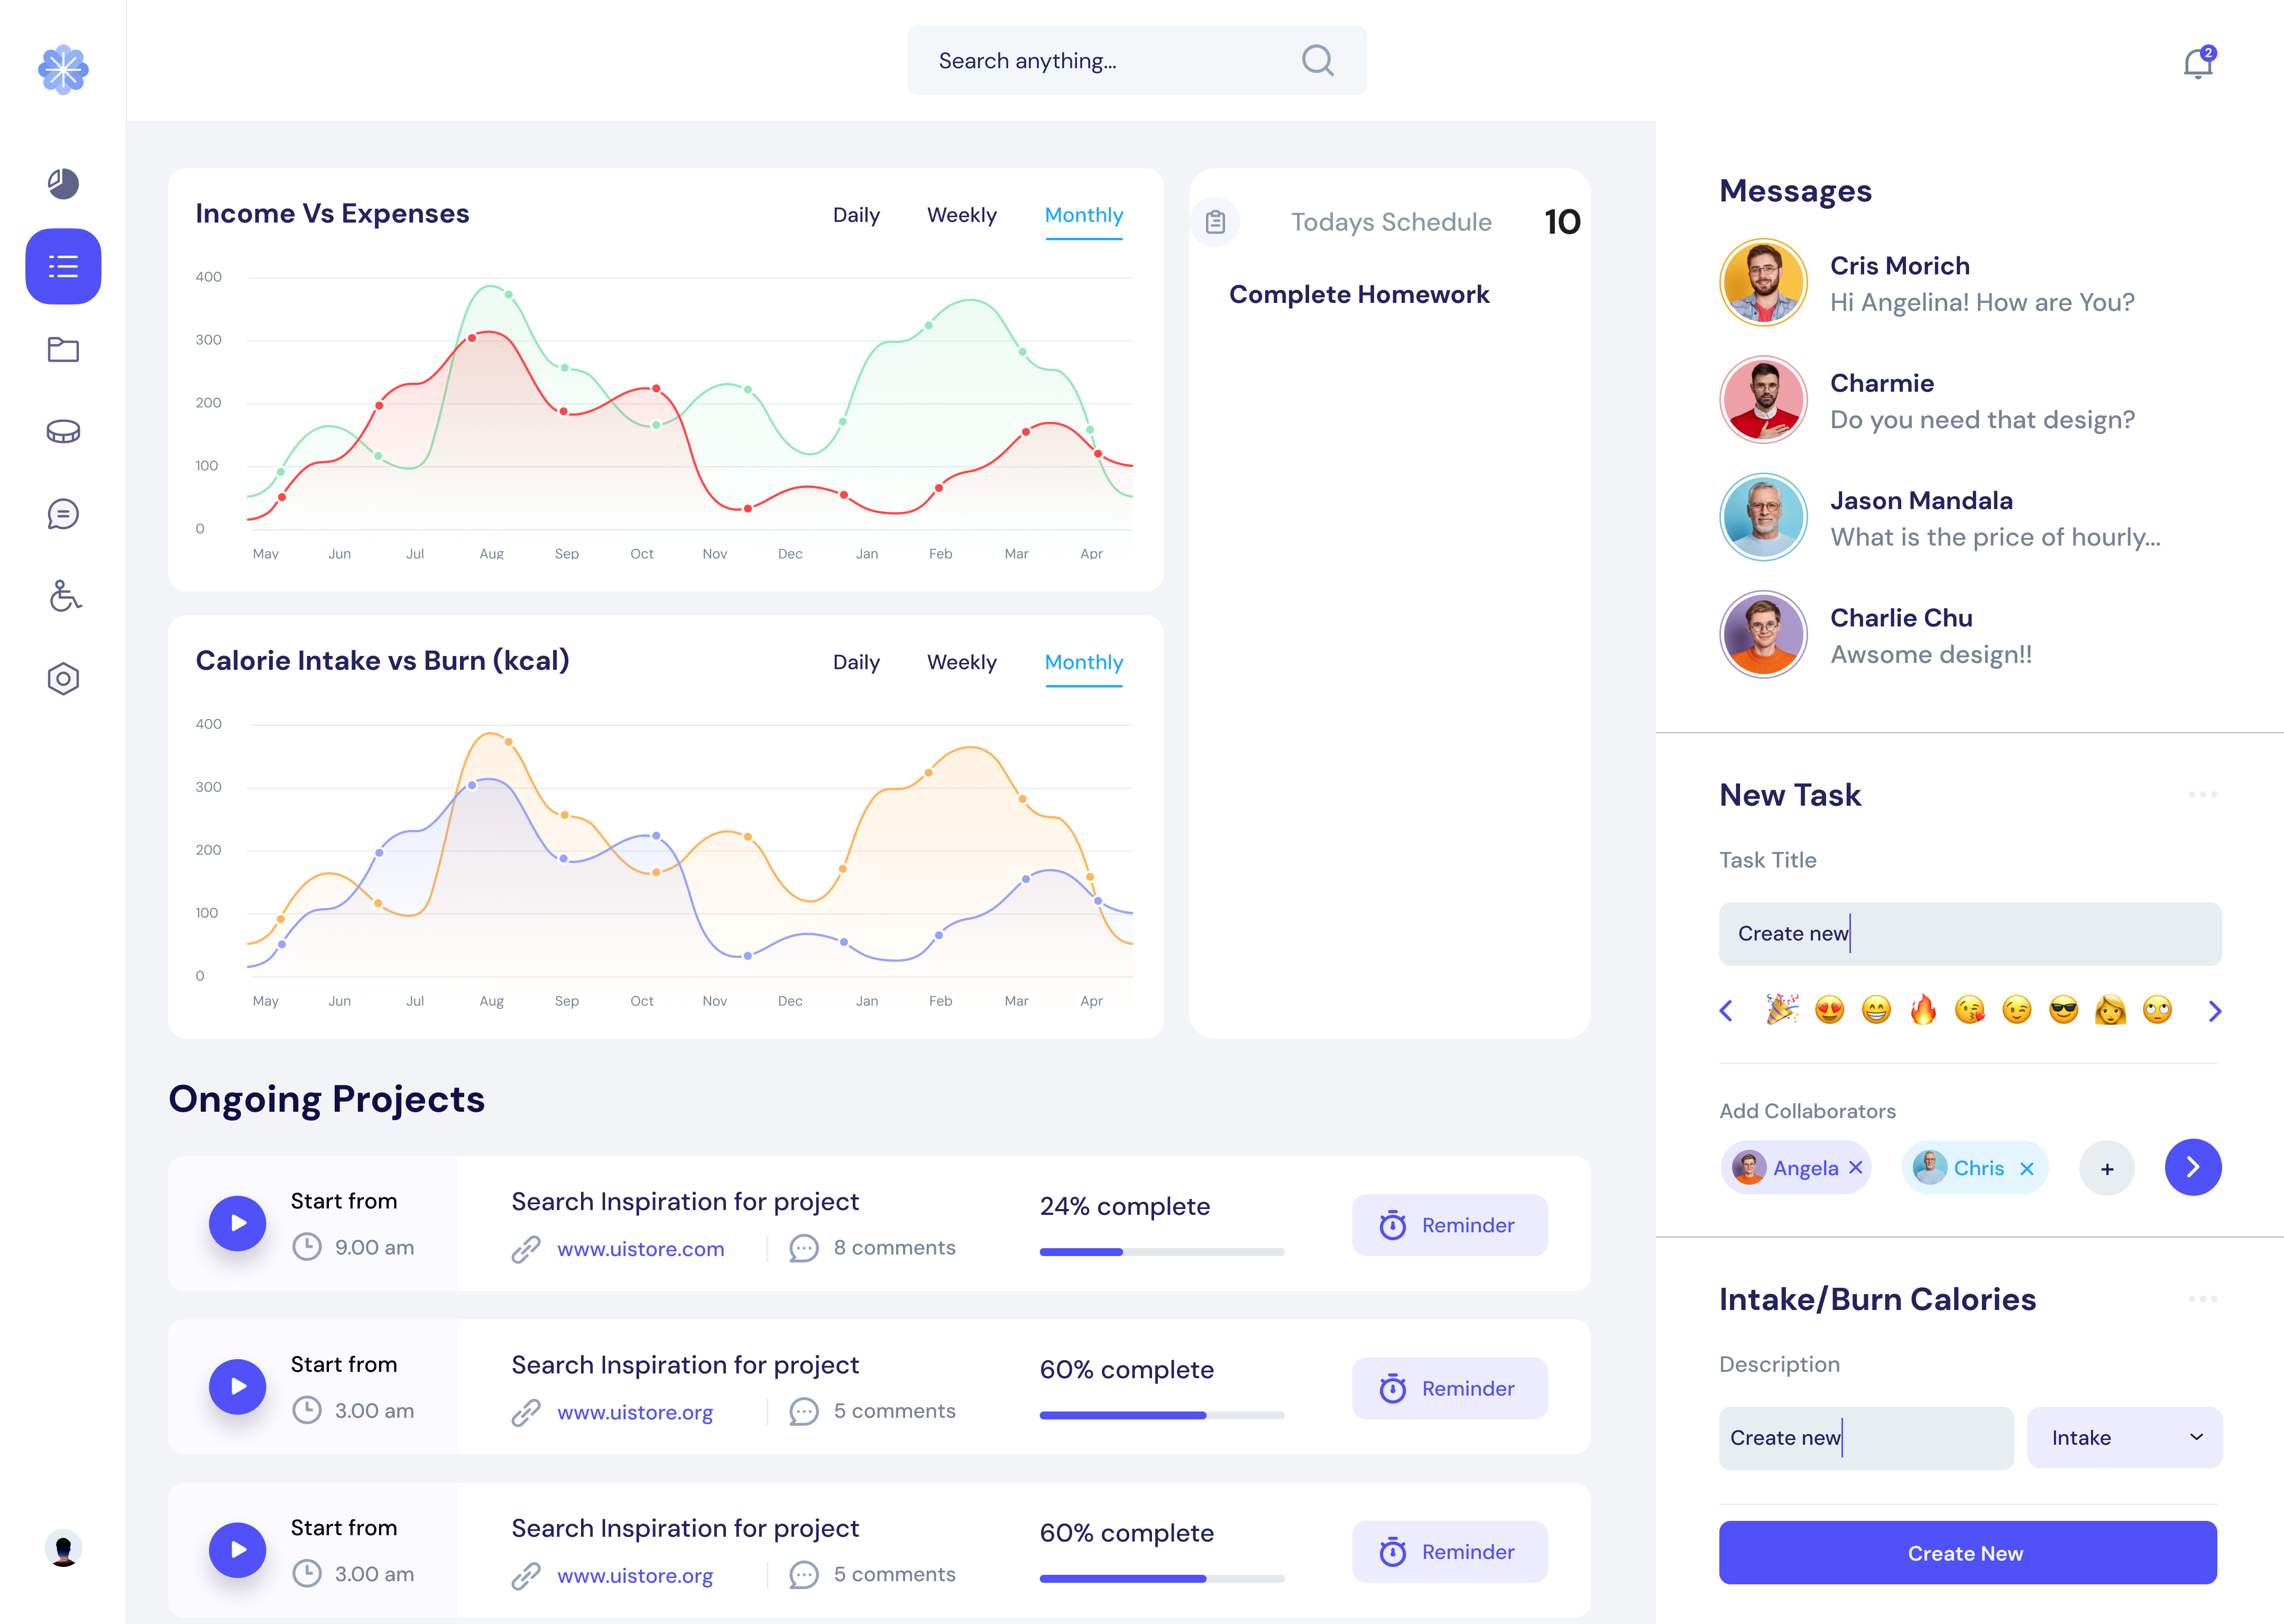 Search anything...
2
Income Vs Expenses
Daily Weekly Monthly
400
300
200
100
0
May Jun Jul Aug Sep Oct Nov Dec Jan Feb Mar Apr
Calorie Intake vs Burn (kcal)
Daily Weekly Monthly
400
300
200
100
0
May Jun Jul Aug Sep Oct Nov Dec Jan Feb Mar Apr
Todays Schedule 10
Complete Homework
Ongoing Projects
Start from
9.00 am
Search Inspiration for project
www.uistore.com
8 comments
24% complete
Reminder
Start from
3.00 am
Search Inspiration for project
www.uistore.org
5 comments
60% complete
Reminder
Start from
3.00 am
Search Inspiration for project
www.uistore.org
5 comments
60% complete
Reminder
Messages
Cris Morich
Hi Angelina! How are You?
Charmie
Do you need that design?
Jason Mandala
What is the price of hourly...
Charlie Chu
Awsome design!!
New Task
Task Title
Create new
Add Collaborators
Angela
Chris
+
Intake/Burn Calories
Description
Create new
Intake
Create New